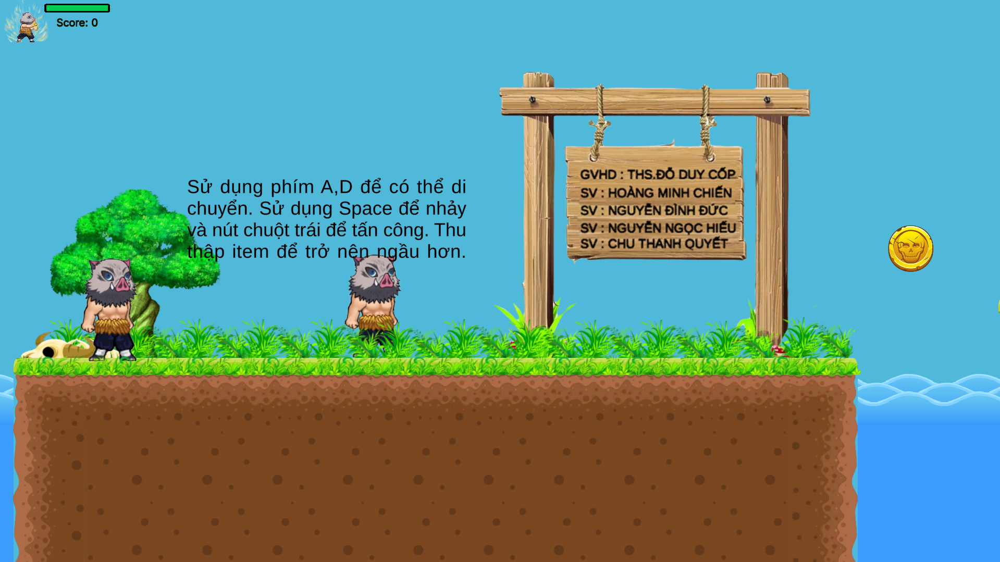 Score: 0
Sử dụng phím A,D để có thể di
chuyển. Sử dụng Space để nhảy
và nút chuột trái để tấn công. Thu
thập item để trở nên ngầu hơn.
GVHD : THS.ĐỖ DUY CỐP
SV : HOÀNG MINH CHIẾN
SV : NGUYỄN ĐÌNH ĐỨC
SV : NGUYỄN NGỌC HIẾU
SV : CHU THANH QUYẾT